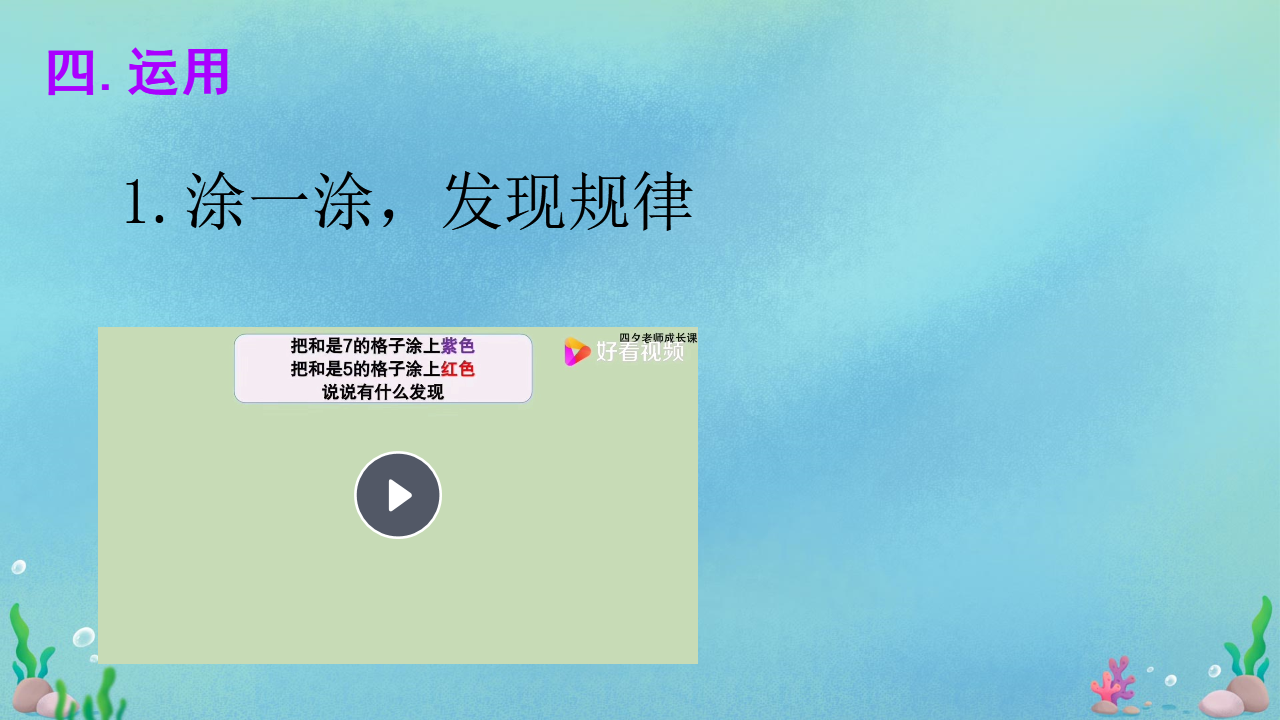 四.运用
1.涂一涂，发现规律
四夕老师成长课
好看视频
把和是7的格子涂上紫色
把和是5的格子涂上红色
说说有什么发现